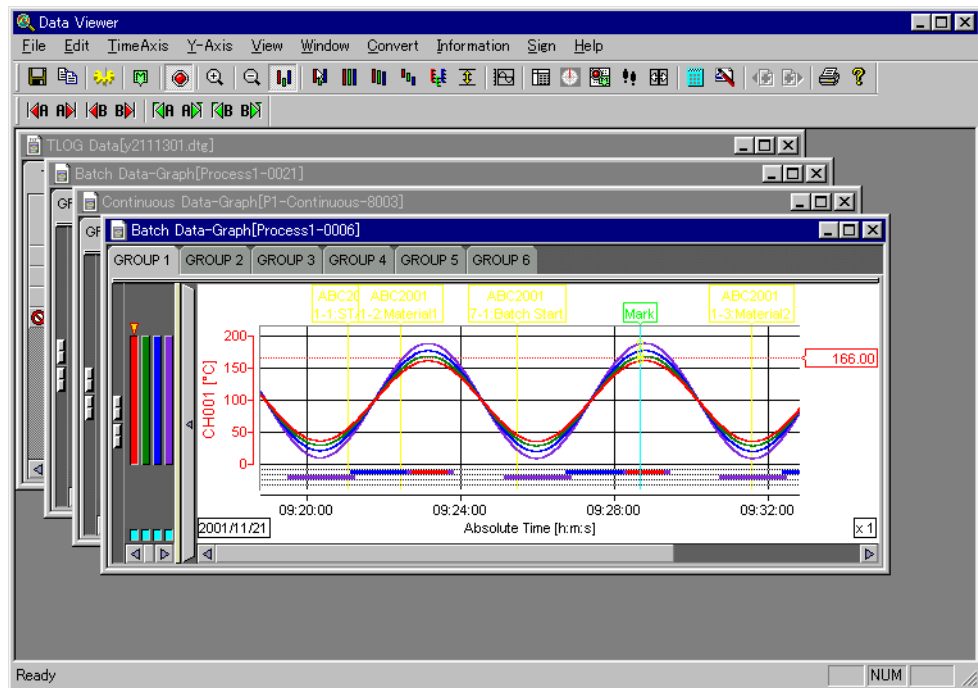 Data Viewer
File Edit TimeAxis Y-Axis View Window Convert Information Sign Help
A A B B A A B B
TLOG Data[y2111301.dtg]
Batch Data-Graph[Process1-0021]
GF Continuous Data-Graph[P1-Continuous-8003]
GF Batch Data-Graph[Process1-0006]
GROUP 1 GROUP 2 GROUP 3 GROUP 4 GROUP 5 GROUP 6
ABC20 ABC2001 ABC2001 ABC2001
1-1:ST 1-2:Material1 7-1:Batch Start Mark 1-3:Material2
200
166.00
150
CH001 [°C]
100
50
0
09:20:00 09:24:00 09:28:00 09:32:00
2001/11/21 Absolute Time [h:m:s] x 1
Ready NUM